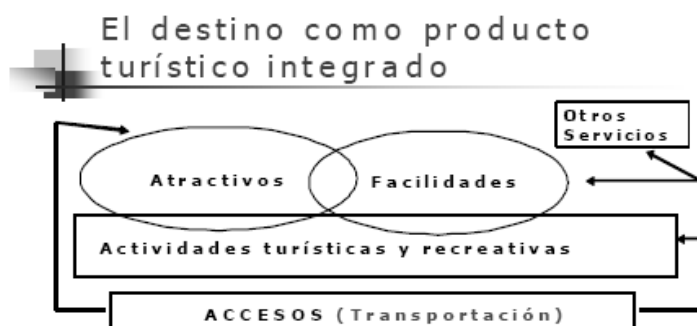 El destino como producto
turístico integrado
Otros
Servicios
Atractivos
Facilidades
Actividades turísticas y recreativas
ACCESOS (Transportación)